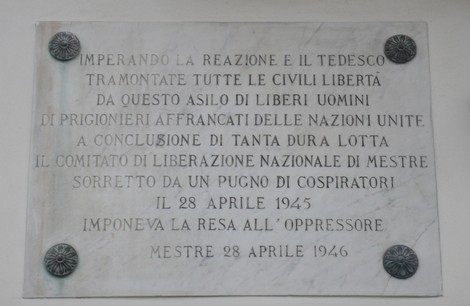 IMPERANDO LA REAZIONE E IL TEDESCO
TRAMONTATE TUTTE LE CIVILI LIBERTÁ
DA QUESTO ASILO DI LIBERI UOMINI
DI PRIGIONIERI AFFRANCATI DELLE NAZIONI UNITE
A CONCLUSIONE DI TANTA DURA LOTTA
IL COMITATO DI LIBERAZIONE NAZIONALE DI MESTRE
SORRETTO DA UN PUGNO DI COSPIRATORI
IL 28 APRILE 1945
IMPONEVA LA RESA ALL'OPPRESSORE
MESTRE 28 APRILE 1946